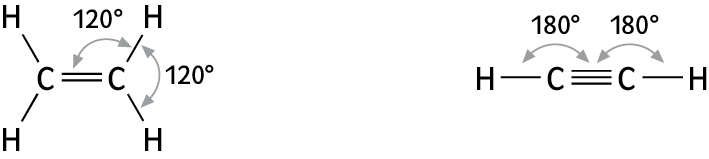 H 120° H
C=C 120°
H H
180° 180°
H—C≡C—H